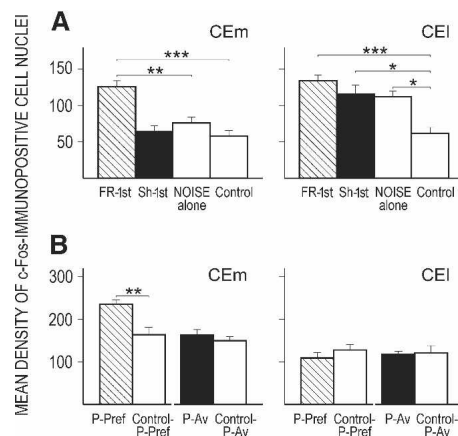 A
CEm
CEl
MEAN DENSITY OF c-Fos-IMMUNOPOSITIVE CELL NUCLEI
***
**
***
*
*
150
100
50
FR-1st Sh-1st NOISE alone Control
FR-1st Sh-1st NOISE alone Control
B
CEm
CEl
**
300
200
100
P-Pref Control-P-Pref P-Av Control-P-Av
P-Pref Control-P-Pref P-Av Control-P-Av